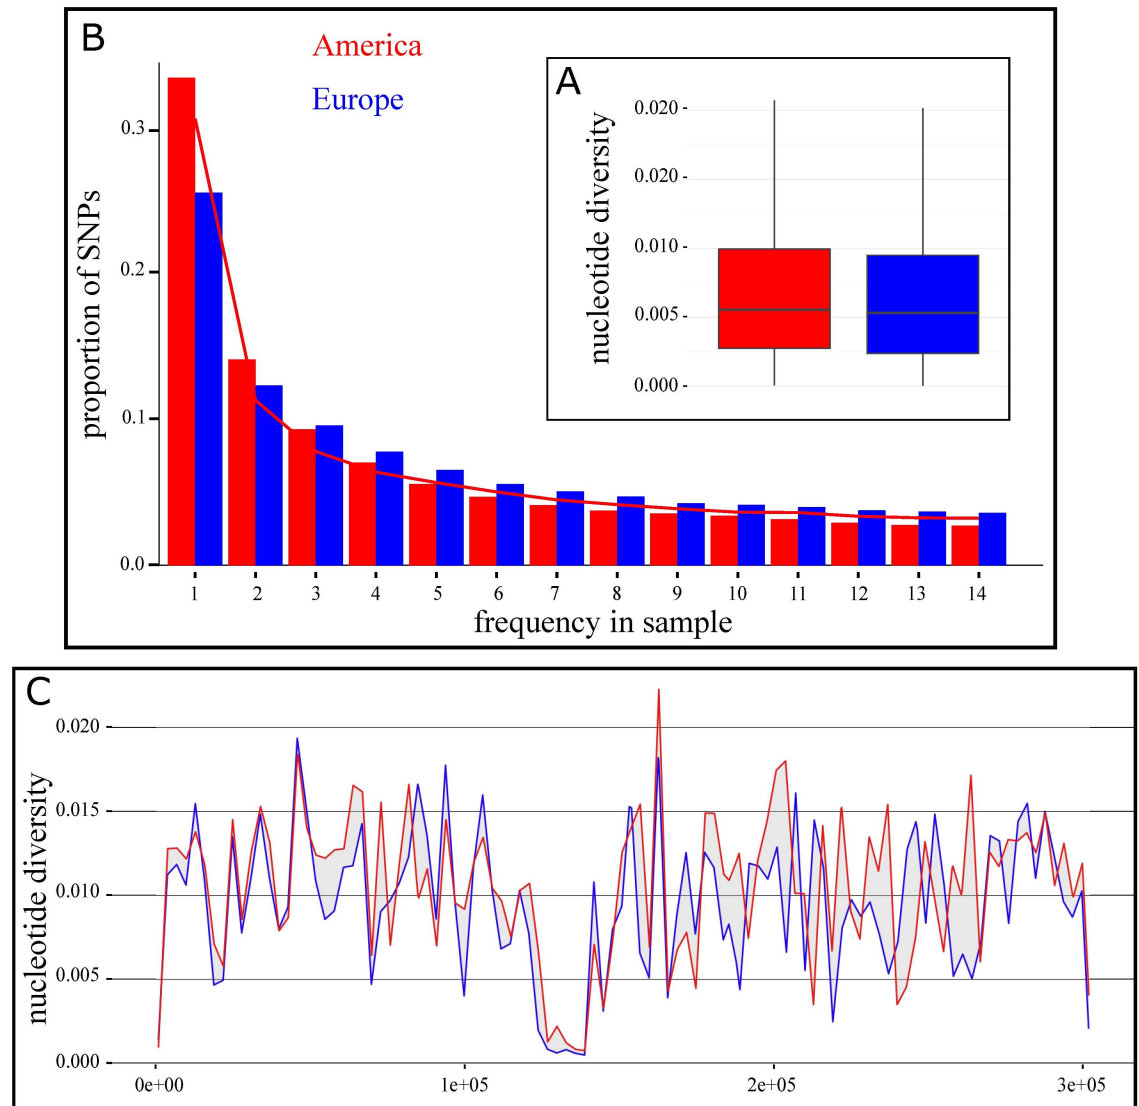 B
America
Europe
proportion of SNPs
0.3
0.2
0.1
0.0
1 2 3 4 5 6 7 8 9 10 11 12 13 14
frequency in sample
A
nucleotide diversity
0.020
0.020
0.010
0.005
0.000
C
nucleotide diversity
0.020
0.015
0.010
0.005
0.000
0e+00 1e+05 2e+05 3e+05